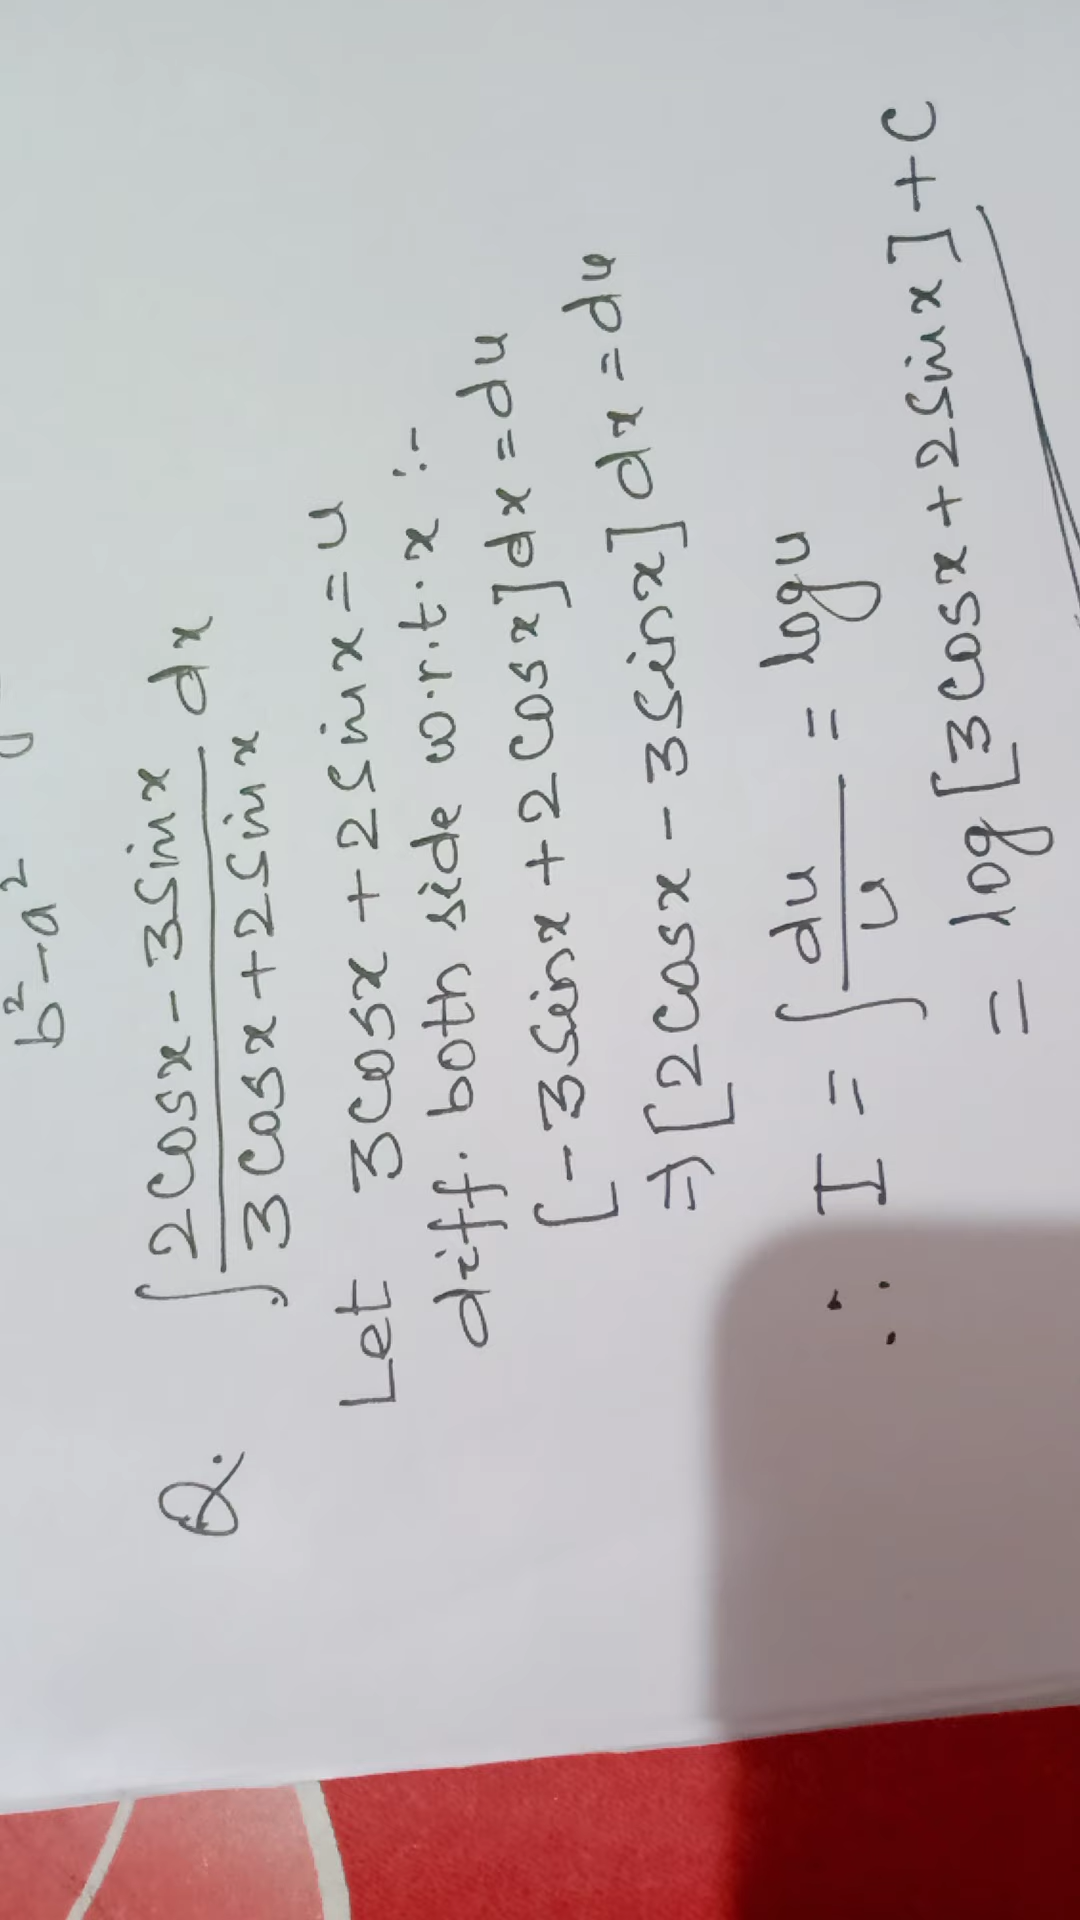 b²-a²
Q. ∫ (2Cosx - 3Sinx)/(3Cosx + 2Sinx) dx
Let 3Cosx + 2Sinx = u
diff. both side w.r.t. x :-
[-3Sinx + 2Cosx]dx = du
⇒ [2Cosx - 3Sinx]dx = du
∴ I = ∫ du/u = log u
= log[3Cosx + 2Sinx] + C